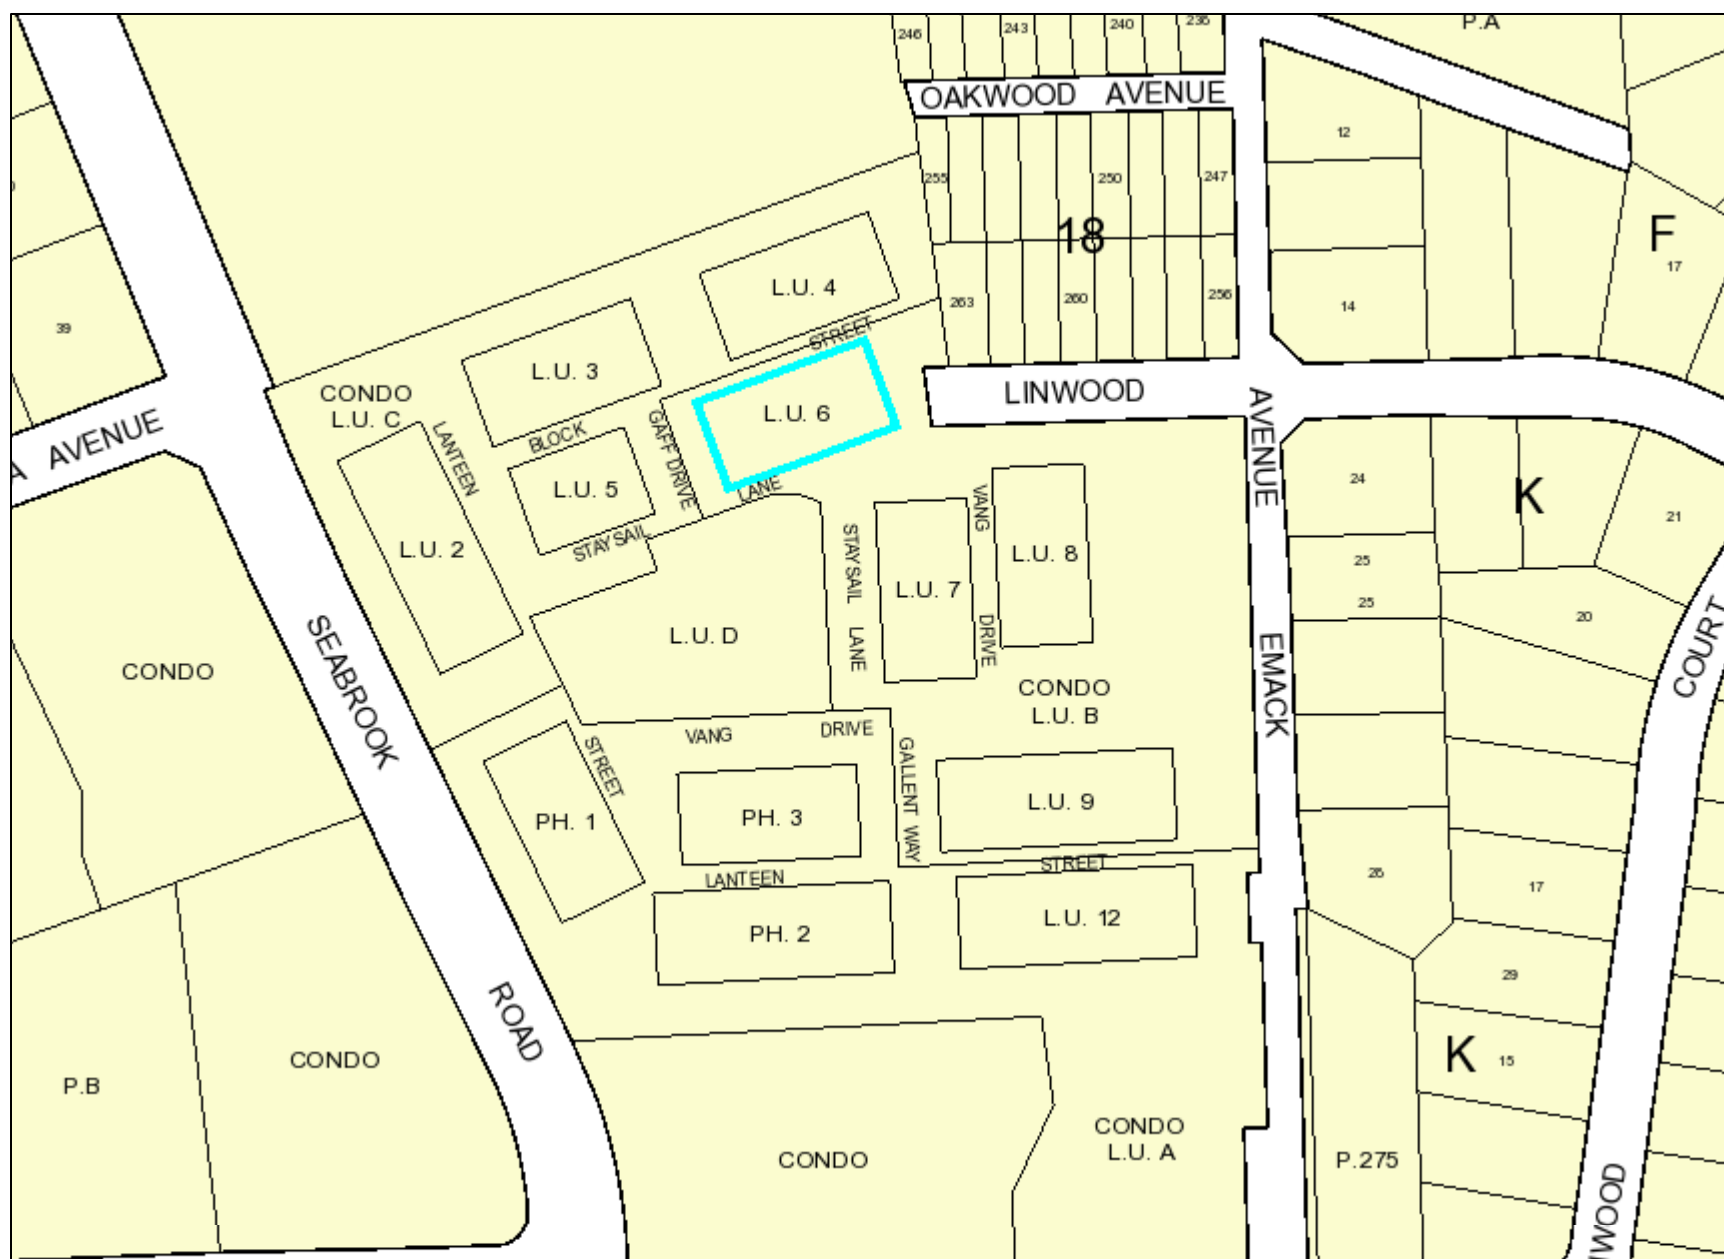 P.A
246
243
240
235
OAKWOOD AVENUE
12
255
250
247
18
F
17
L.U. 4
263
260
256
14
39
STREET
L.U. 3
CONDO
L.U. C
LINWOOD
L.U. 6
AVENUE
AVENUE
BLOCK
GAFF DRIVE
LANTEEN
L.U. 5
LANE
24
K
21
VANG
STAYSAIL
L.U. 2
STAYSAIL
L.U. 8
25
L.U. 7
25
20
L.U. D
LANE
DRIVE
EMACK
COURT
CONDO
SEABROOK
CONDO
L.U. B
VANG DRIVE
STREET
GALLENT WAY
L.U. 9
PH. 1
PH. 3
STREET
26
17
LANTEEN
L.U. 12
PH. 2
29
ROAD
K
15
CONDO
P.B
CONDO
L.U. A
CONDO
P.275
WOOD